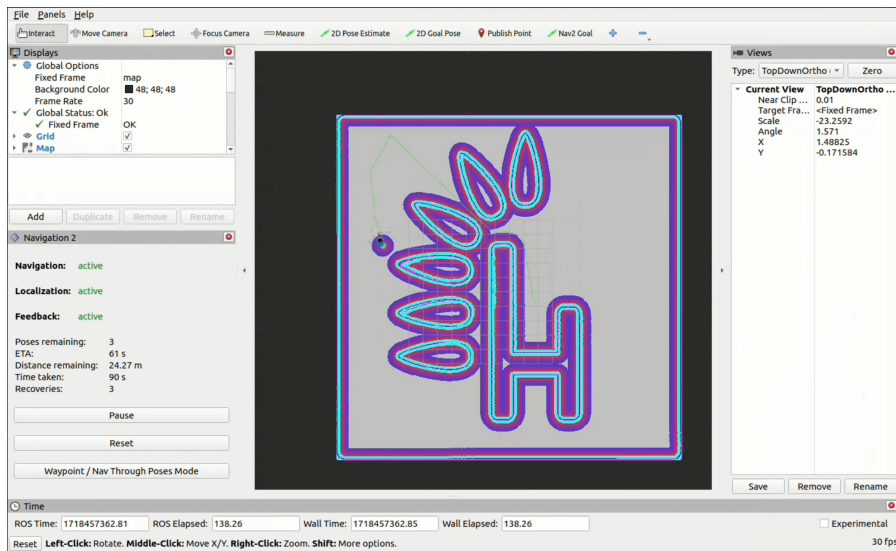 File Panels Help
Interact Move Camera Select Focus Camera Measure 2D Pose Estimate 2D Goal Pose Publish Point Nav2 Goal
Displays
Global Options
Fixed Frame map
Background Color 48; 48; 48
Frame Rate 30
Global Status: Ok
Fixed Frame OK
Grid
Map
Add Duplicate Remove Rename
Navigation 2
Navigation: active
Localization: active
Feedback: active
Poses remaining: 3
ETA: 61 s
Distance remaining: 24.27 m
Time taken: 90 s
Recoveries: 3
Pause
Reset
Waypoint / Nav Through Poses Mode
Views
Type: TopDownOrtho Zero
Current View TopDownOrtho ...
Near Clip ... 0.01
Target Fra... <Fixed Frame>
Scale -23.2592
Angle 1.571
X 1.48825
Y -0.171584
Save Remove Rename
Time
ROS Time: 1718457362.81 ROS Elapsed: 138.26 Wall Time: 1718457362.85 Wall Elapsed: 138.26 Experimental
Reset Left-Click: Rotate. Middle-Click: Move X/Y. Right-Click: Zoom. Shift: More options. 30 fps